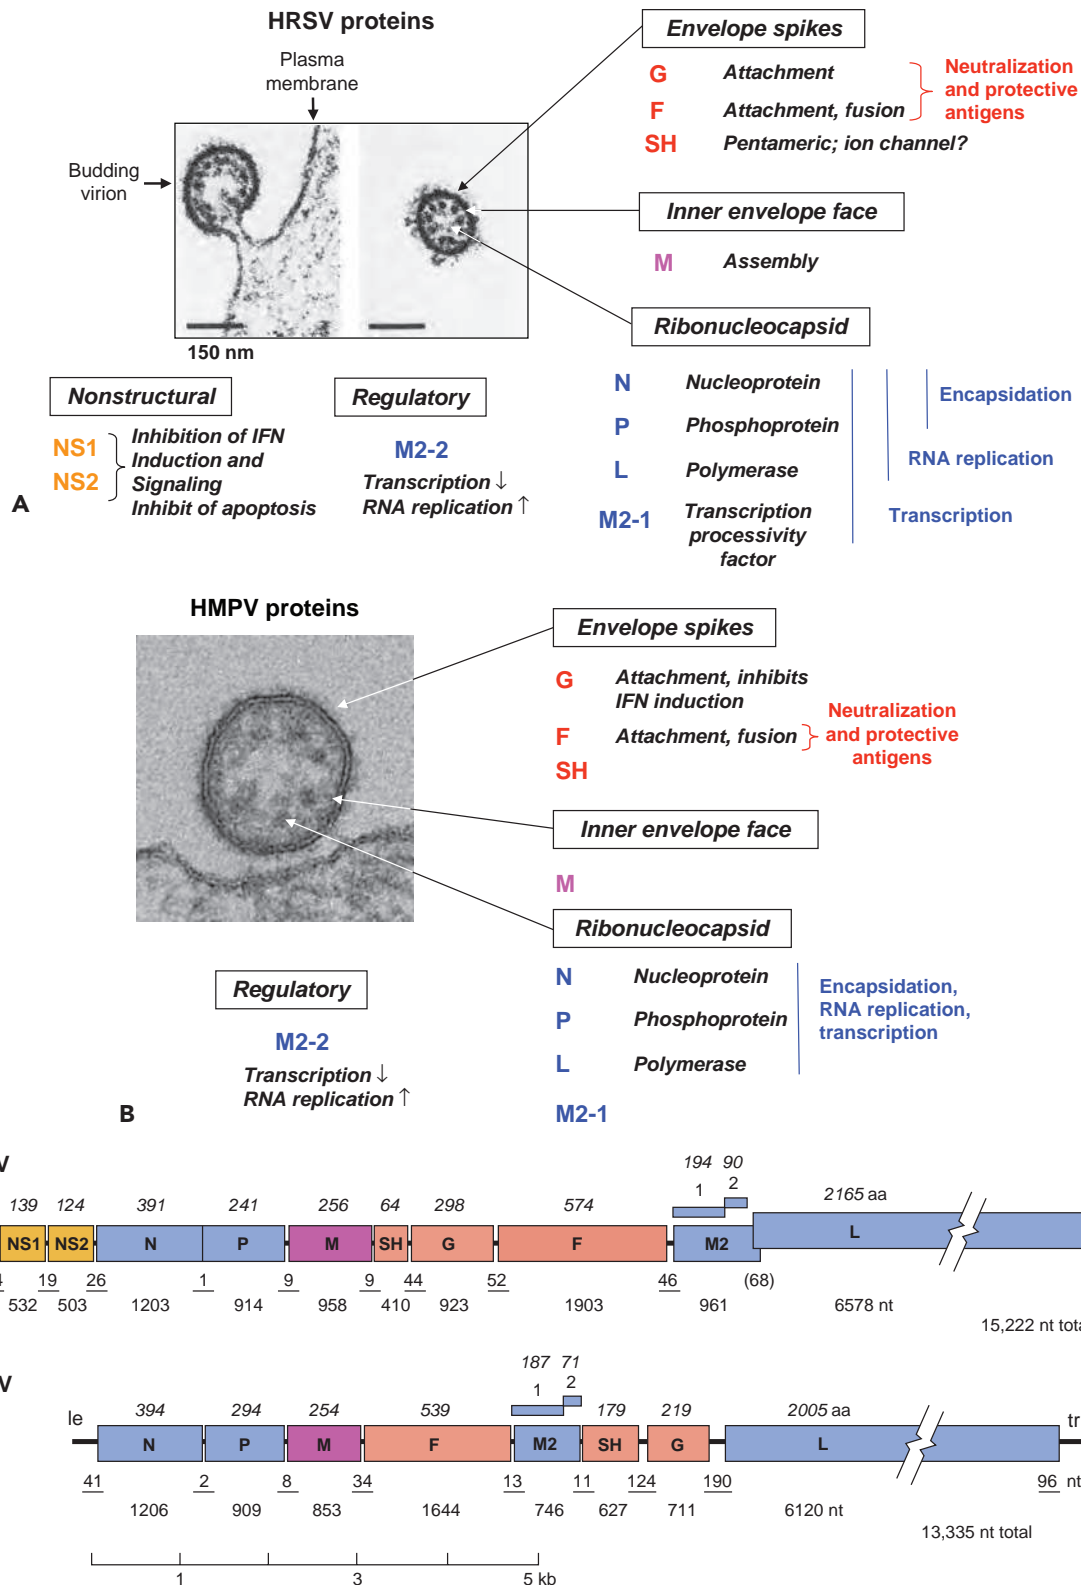 HRSV proteins
Plasma
membrane
Budding
virion
150 nm
Envelope spikes
G Attachment
F Attachment, fusion
SH Pentameric; ion channel?
Neutralization
and protective
antigens
Inner envelope face
M Assembly
Ribonucleocapsid
N Nucleoprotein
P Phosphoprotein
L Polymerase
M2-1 Transcription
processivity
factor
Encapsidation
RNA replication
Transcription
Nonstructural
NS1
NS2
Inhibition of IFN
Induction and
Signaling
Inhibit of apoptosis
Regulatory
M2-2
Transcription ↓
RNA replication ↑
A
HMPV proteins
Envelope spikes
G Attachment, inhibits
IFN induction
F Attachment, fusion
SH
Neutralization
and protective
antigens
Inner envelope face
M
Ribonucleocapsid
N Nucleoprotein
P Phosphoprotein
L Polymerase
M2-1
Encapsidation,
RNA replication,
transcription
Regulatory
M2-2
Transcription ↓
RNA replication ↑
B
V
194 90
1 2
139 124 391 241 256 64 298 574 2165 aa
NS1 NS2 N P M SH G F M2 L
4 19 26 1 9 9 44 52 46 (68)
532 503 1203 914 958 410 923 1903 961 6578 nt
15,222 nt total
V
187 71
1 2
le 394 294 254 539 179 219 2005 aa tr
N P M F M2 SH G L
41 2 8 34 13 11 124 190 96 nt
1206 909 853 1644 746 627 711 6120 nt
13,335 nt total
1 3 5 kb